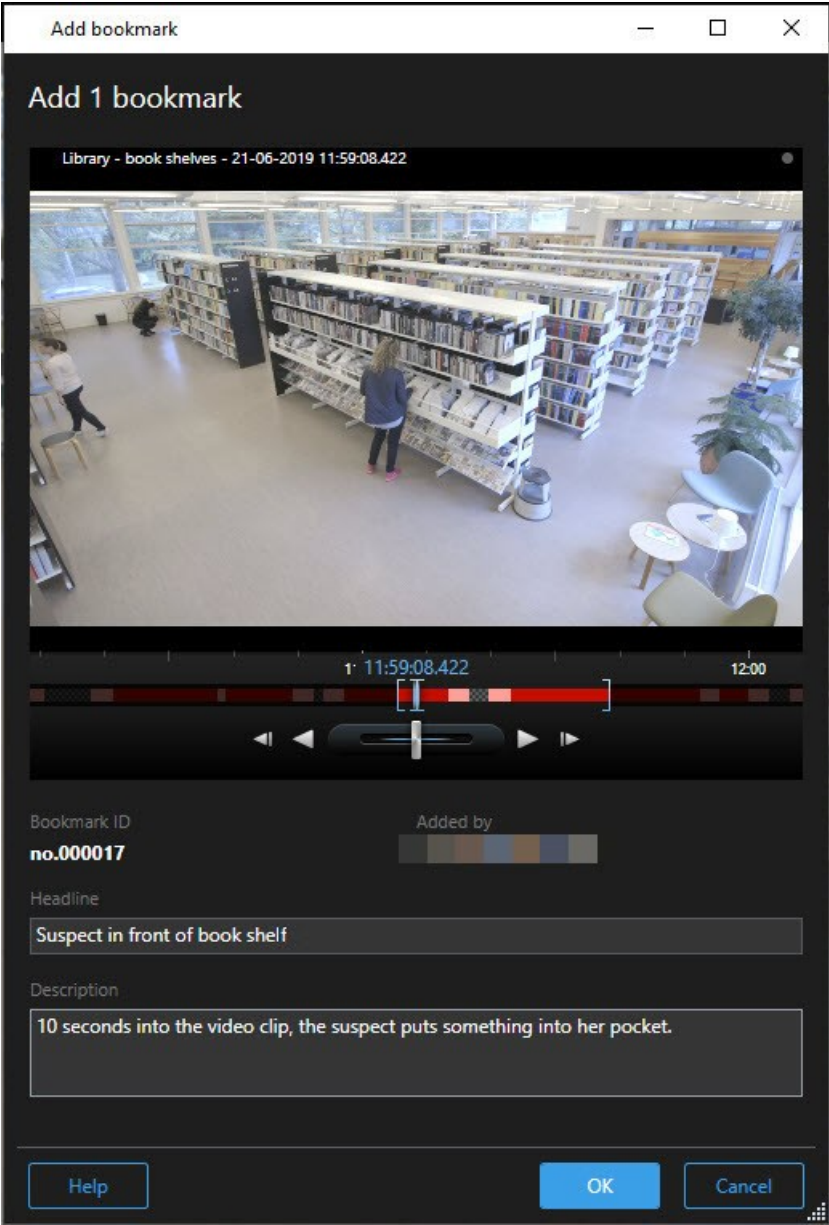 Add bookmark
Add 1 bookmark
Library - book shelves - 21-06-2019 11:59:08.422
11:59:08.422
12:00
Bookmark ID
Added by
no.000017
Headline
Suspect in front of book shelf
Description
10 seconds into the video clip, the suspect puts something into her pocket.
Help
OK
Cancel